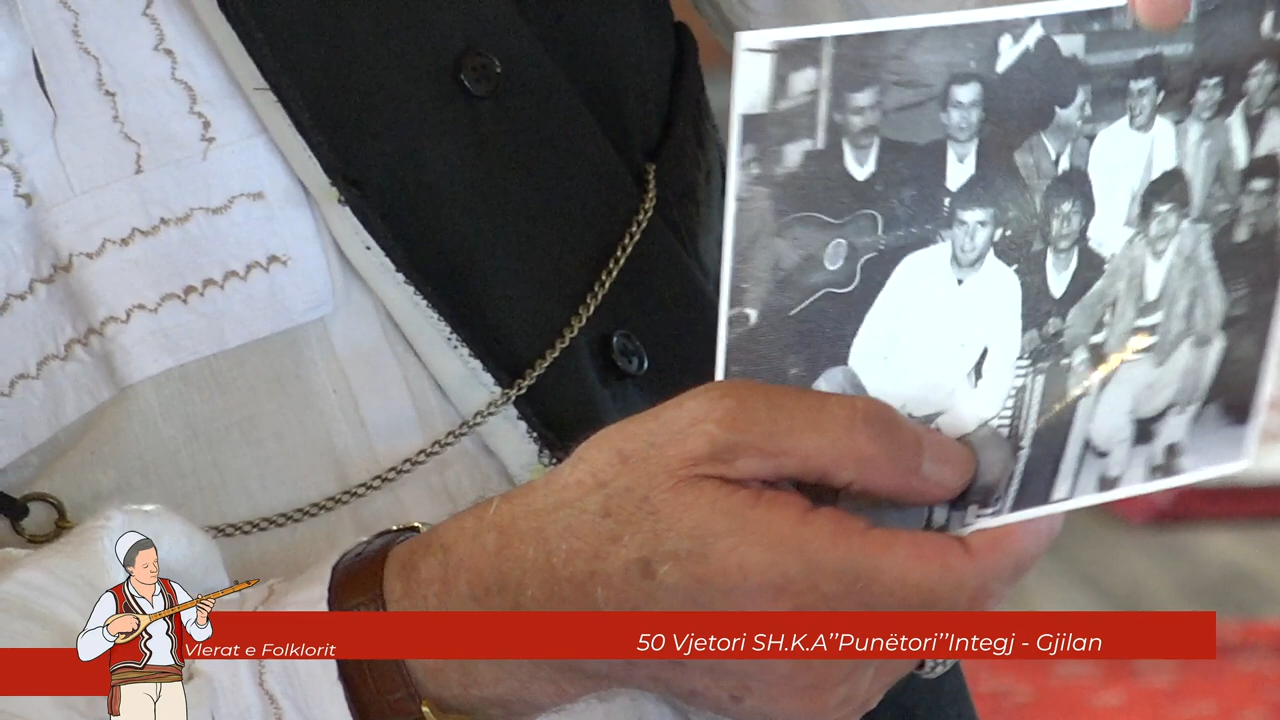 Vlerat e Folklorit
50 Vjetori SH.K.A’’Punëtori’’Integj - Gjilan